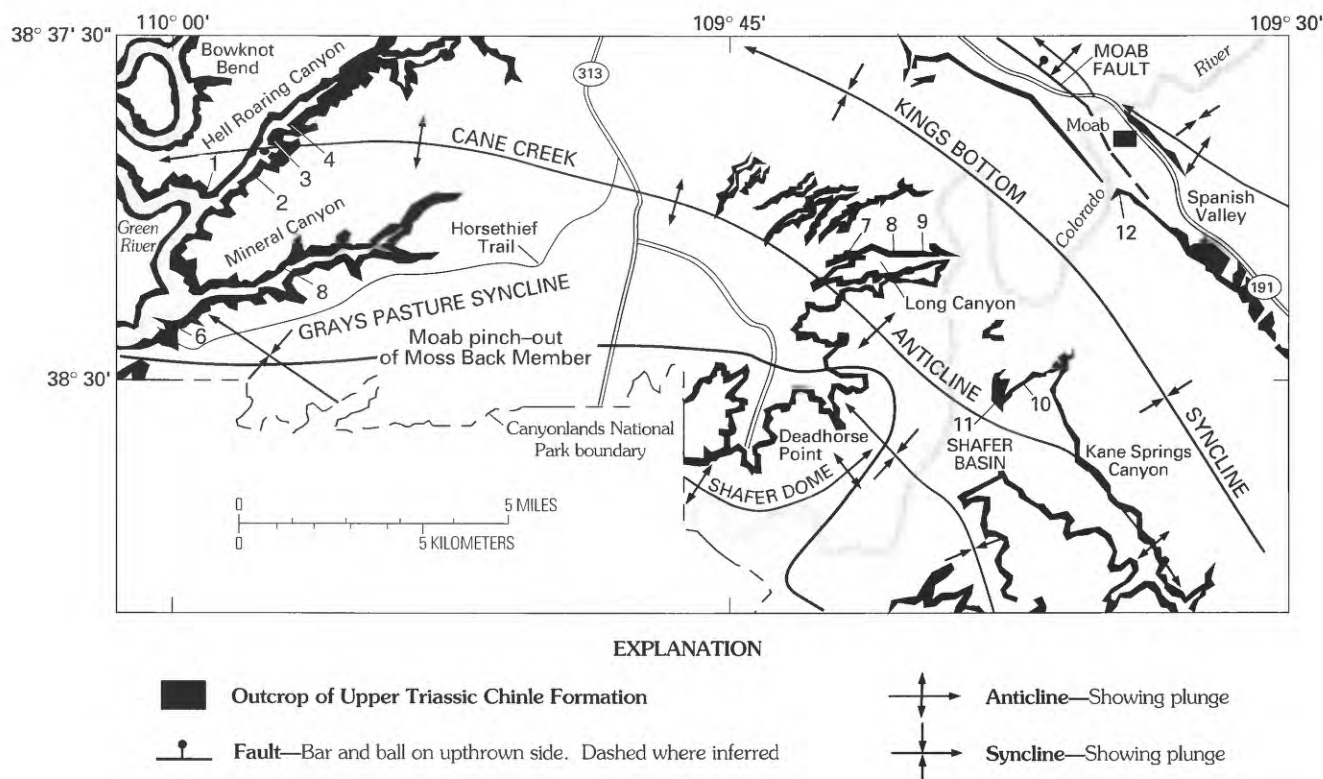 110° 00'
109° 45'
109° 30'
38° 37' 30"
Bowknot
Bend
Hell Roaring Canyon
313
MOAB
FAULT
River
Moab
KINGS BOTTOM
CANE CREEK
1
2
3
4
Green
River
Mineral Canyon
8
Horsethief
Trail
7
8
9
Colorado
12
Spanish
Valley
191
Long Canyon
6
GRAYS PASTURE SYNCLINE
Moab pinch–out
of Moss Back Member
ANTICLINE
38° 30'
10
11
SHAFER
BASIN
Kane Springs
Canyon
SYNCLINE
Canyonlands National
Park boundary
Deadhorse
Point
SHAFER DOME
0 5 MILES
0 5 KILOMETERS
EXPLANATION
Outcrop of Upper Triassic Chinle Formation
Anticline—Showing plunge
Fault—Bar and ball on upthrown side. Dashed where inferred
Syncline—Showing plunge